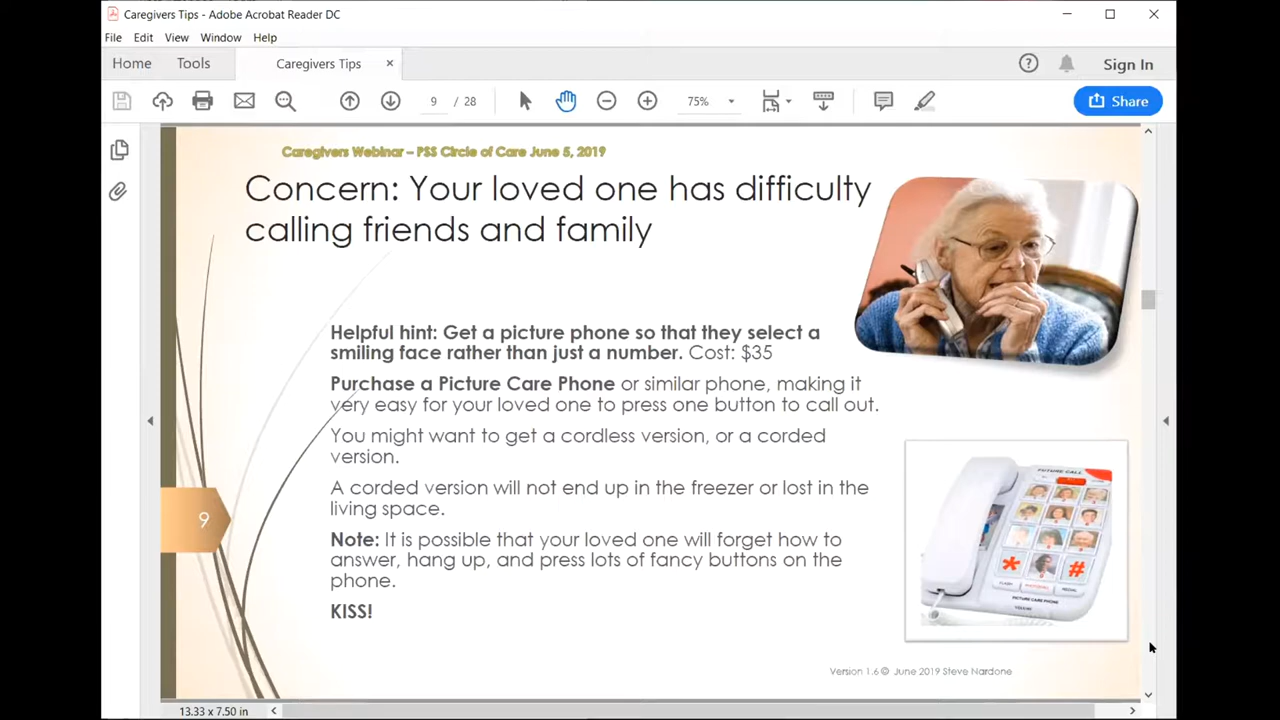 Caregivers Tips - Adobe Acrobat Reader DC
File Edit View Window Help
Home Tools Caregivers Tips × Sign In
9 / 28 75% Share
Caregivers Webinar – PSS Circle of Care June 5, 2019
Concern: Your loved one has difficulty
calling friends and family
Helpful hint: Get a picture phone so that they select a
smiling face rather than just a number. Cost: $35
Purchase a Picture Care Phone or similar phone, making it
very easy for your loved one to press one button to call out.
You might want to get a cordless version, or a corded
version.
A corded version will not end up in the freezer or lost in the
living space.
9
Note: It is possible that your loved one will forget how to
answer, hang up, and press lots of fancy buttons on the
phone.
KISS!
PICTURE CALL
* #
FLASH REDIAL
PICTURE CARE PHONE
Version 1.6 © June 2019 Steve Nardone
13.33 x 7.50 in